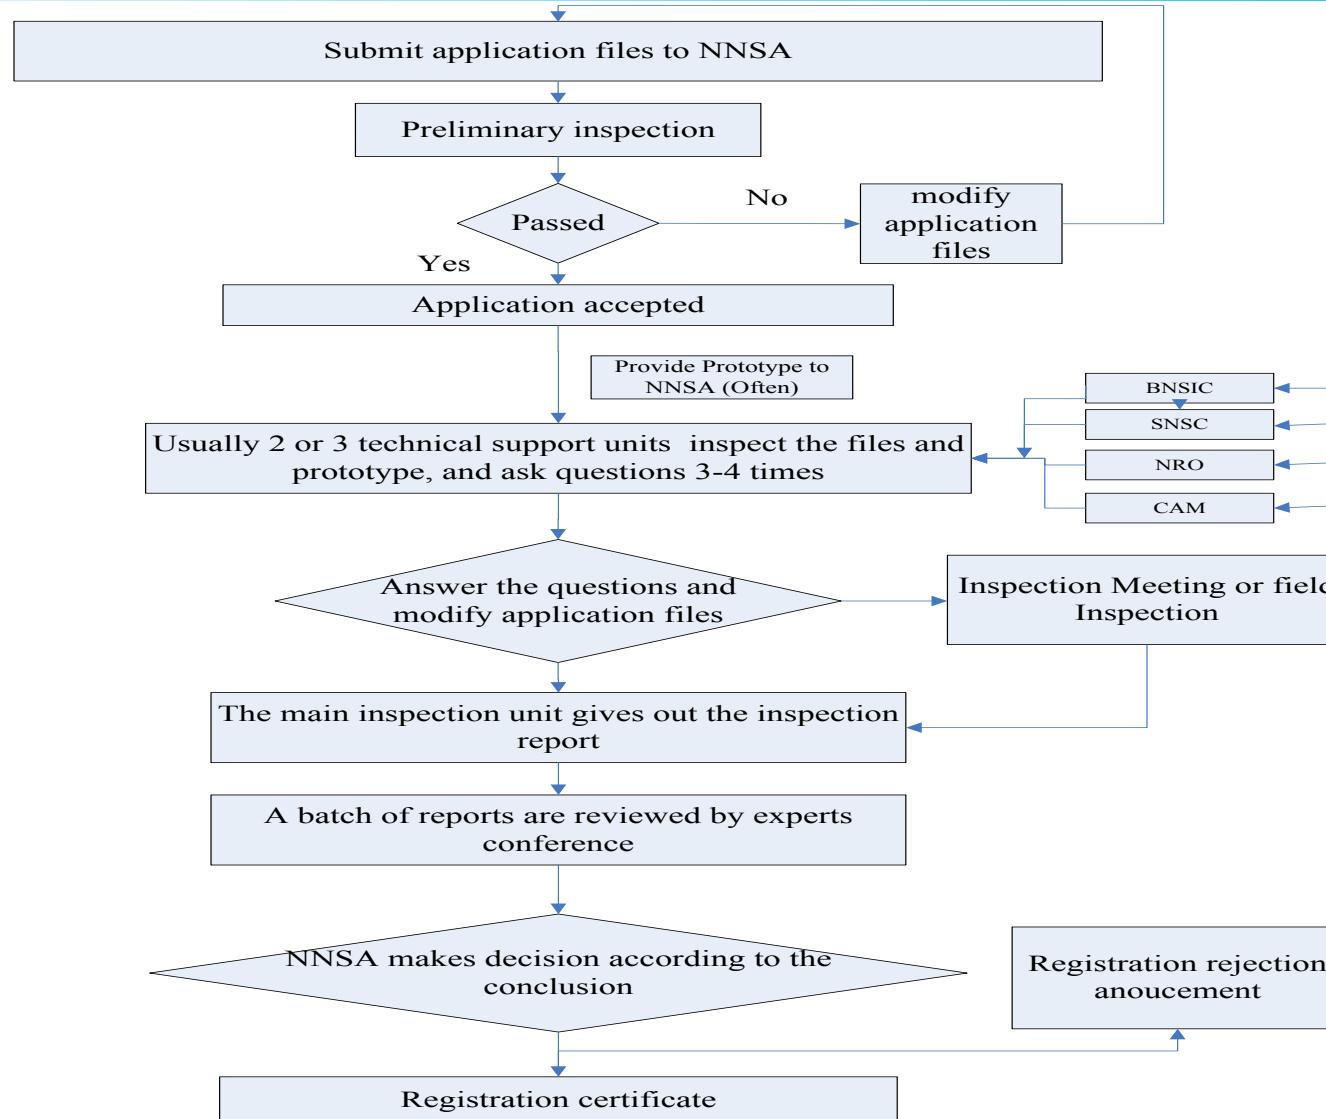 Submit application files to NNSA
Preliminary inspection
Passed
No
modify
application
files
Yes
Application accepted
Provide Prototype to
NNSA (Often)
BNSIC
SNSC
NRO
CAM
Usually 2 or 3 technical support units inspect the files and
prototype, and ask questions 3-4 times
Answer the questions and
modify application files
Inspection Meeting or field
Inspection
The main inspection unit gives out the inspection
report
A batch of reports are reviewed by experts
conference
NNSA makes decision according to the
conclusion
Registration rejection
anoucement
Registration certificate